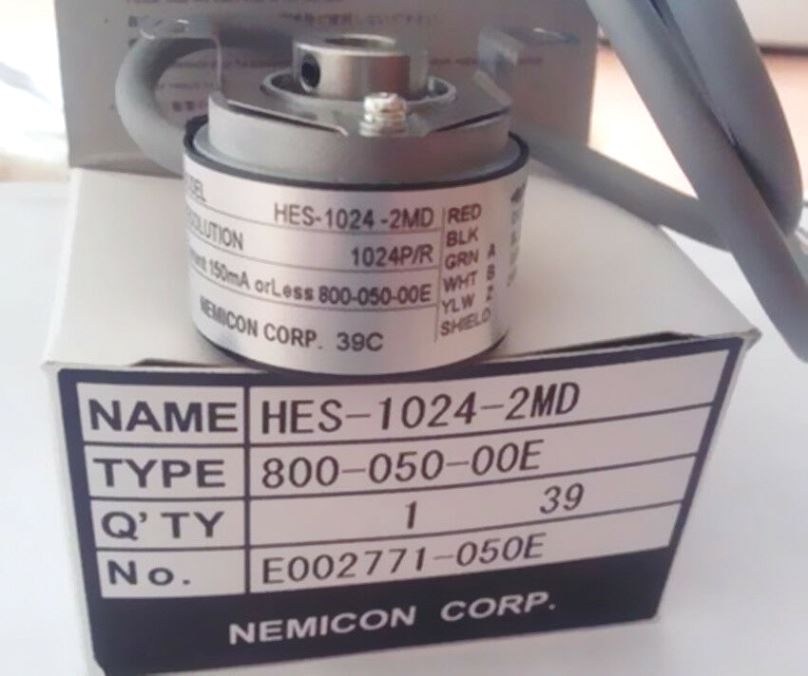 HES-1024-2MD
1024P/R
150mA orLess 800-050-00E
NEMICON CORP. 39C
RED
BLK
GRN A
WHT B
YLW Z
SHIELD
NAME HES-1024-2MD
TYPE 800-050-00E
Q'TY 1 39
No. E002771-050E
NEMICON CORP.